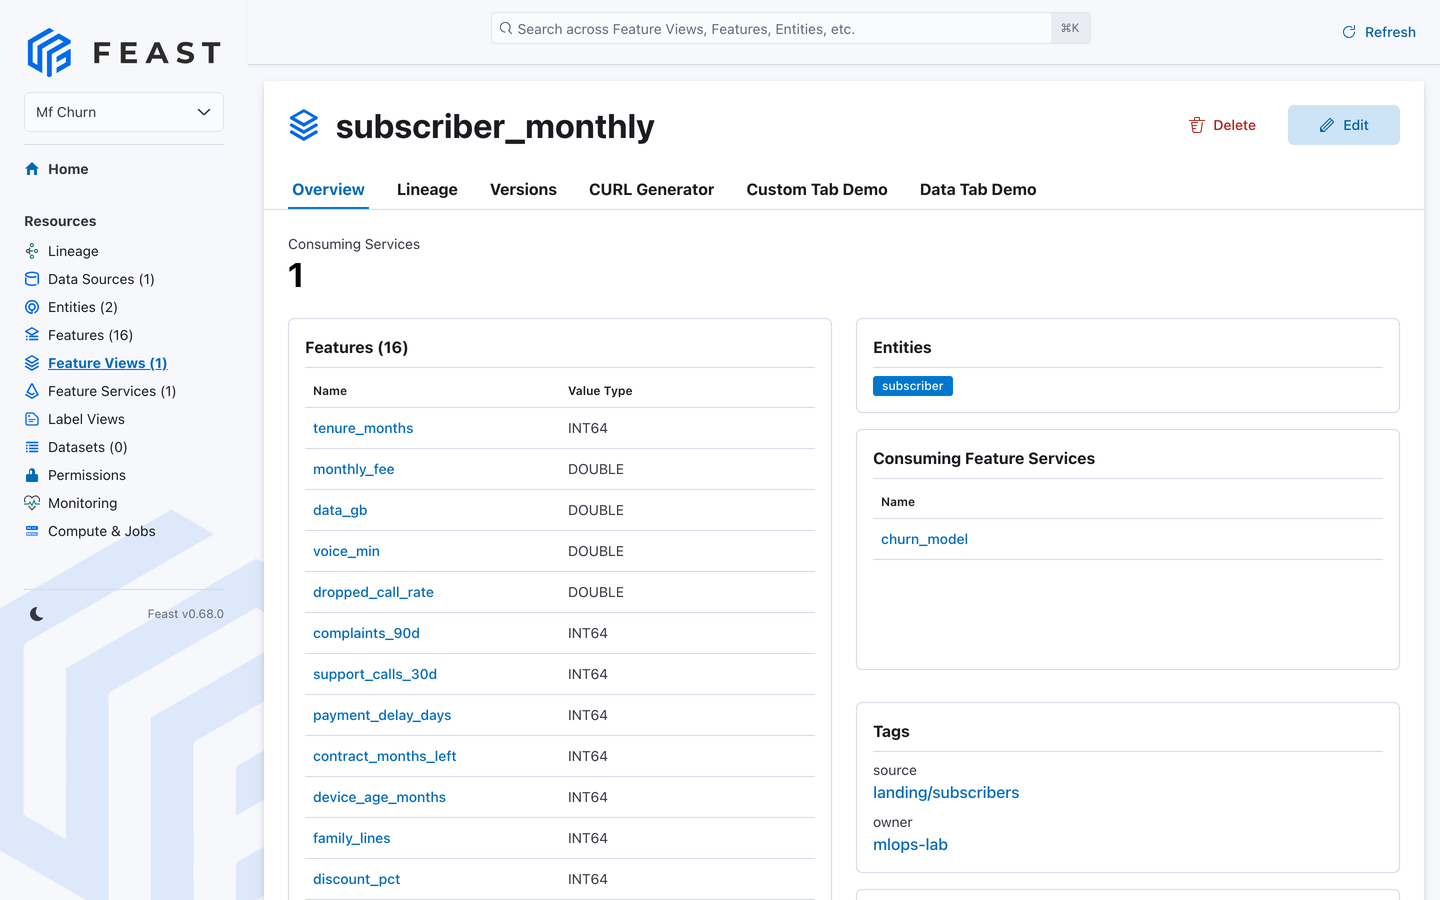 FEAST
Search across Feature Views, Features, Entities, etc.
⌘K
Refresh
Mf Churn
Home
Resources
Lineage
Data Sources (1)
Entities (2)
Features (16)
Feature Views (1)
Feature Services (1)
Label Views
Datasets (0)
Permissions
Monitoring
Compute & Jobs
Feast v0.68.0
subscriber_monthly
Delete
Edit
Overview
Lineage
Versions
CURL Generator
Custom Tab Demo
Data Tab Demo
Consuming Services
1
Features (16)
Name Value Type
tenure_months INT64
monthly_fee DOUBLE
data_gb DOUBLE
voice_min DOUBLE
dropped_call_rate DOUBLE
complaints_90d INT64
support_calls_30d INT64
payment_delay_days INT64
contract_months_left INT64
device_age_months INT64
family_lines INT64
discount_pct INT64
Entities
subscriber
Consuming Feature Services
Name
churn_model
Tags
source
landing/subscribers
owner
mlops-lab